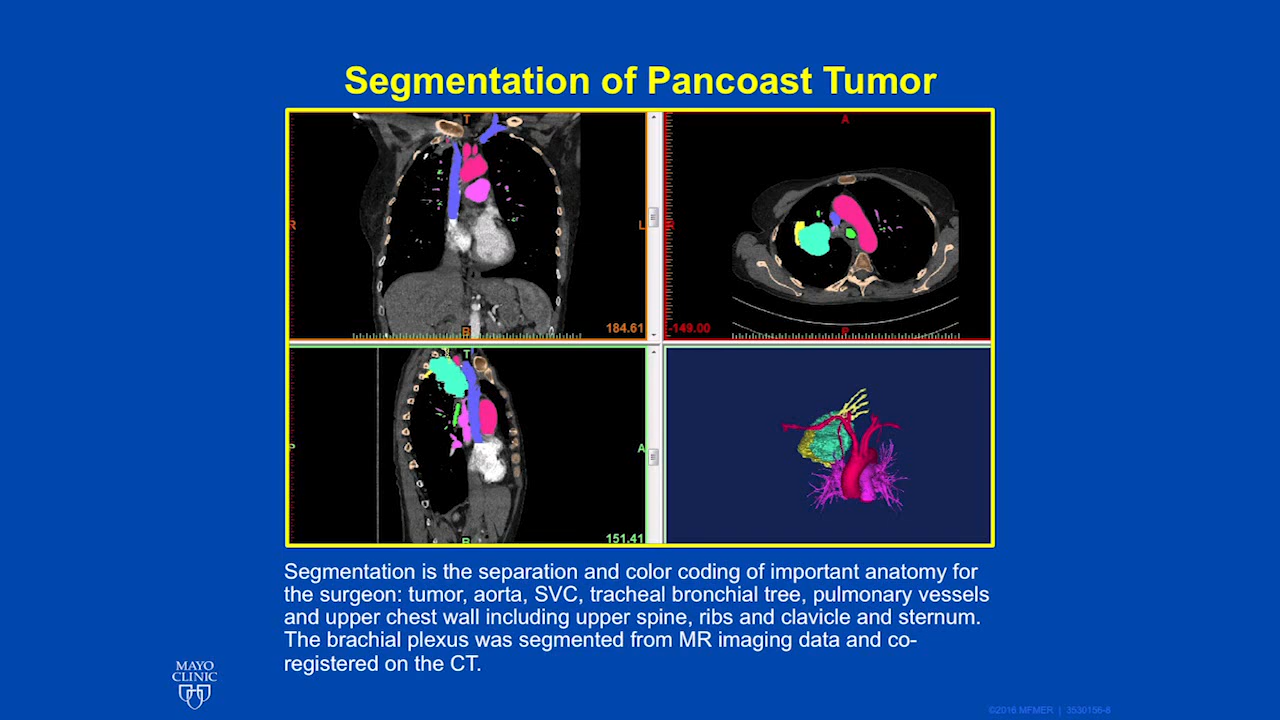 Segmentation of Pancoast Tumor
T
R
L
B
184.61
A
R
-149.00
P
T
P
A
B
151.41
Segmentation is the separation and color coding of important anatomy for
the surgeon: tumor, aorta, SVC, tracheal bronchial tree, pulmonary vessels
and upper chest wall including upper spine, ribs and clavicle and sternum.
The brachial plexus was segmented from MR imaging data and co-
registered on the CT.
MAYO
CLINIC
©2016 MFMER | 3530156-8